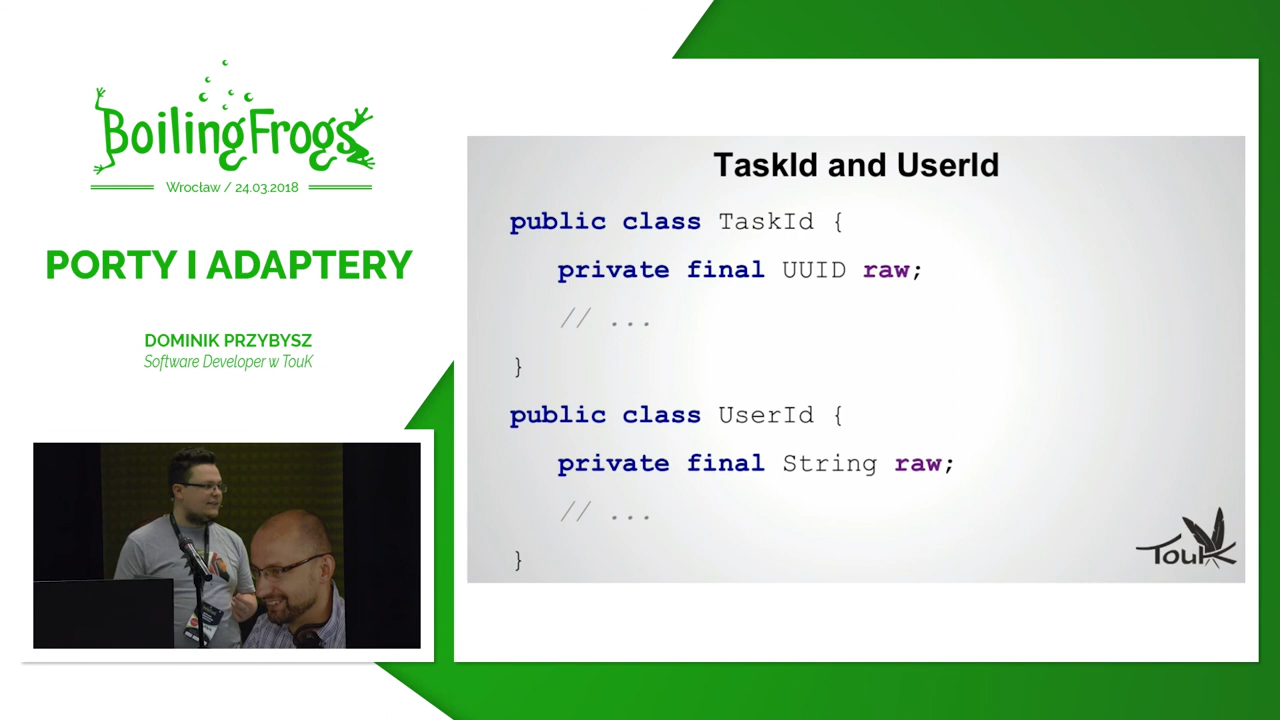 BoilingFrogs
Wrocław / 24.03.2018
PORTY I ADAPTERY
DOMINIK PRZYBYSZ
Software Developer w TouK
TaskId and UserId
public class TaskId {
private final UUID raw;
// ...
}
public class UserId {
private final String raw;
// ...
}
TouK